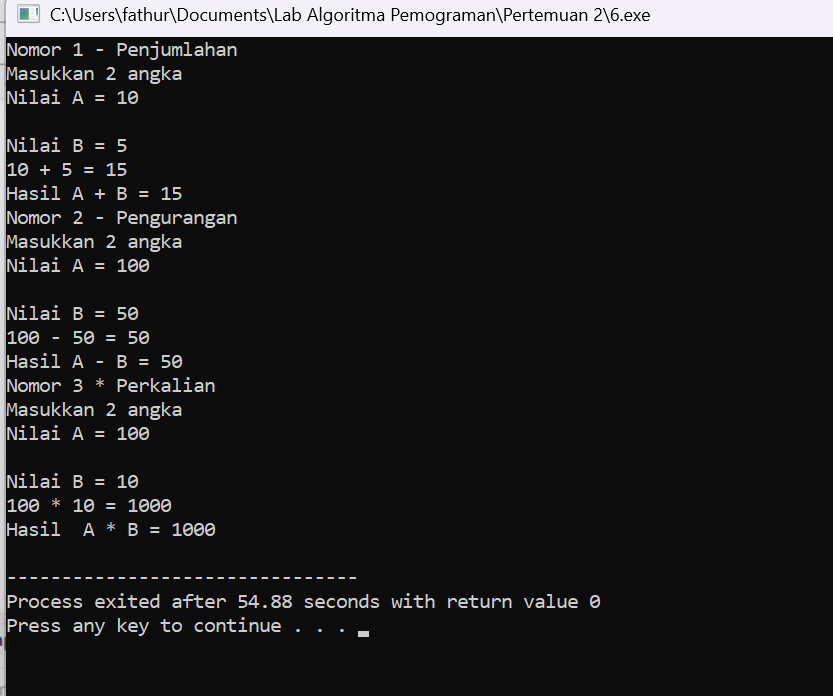 C:\Users\fathur\Documents\Lab Algoritma Pemograman\Pertemuan 2\6.exe
Nomor 1 - Penjumlahan
Masukkan 2 angka
Nilai A = 10
Nilai B = 5
10 + 5 = 15
Hasil A + B = 15
Nomor 2 - Pengurangan
Masukkan 2 angka
Nilai A = 100
Nilai B = 50
100 - 50 = 50
Hasil A - B = 50
Nomor 3 * Perkalian
Masukkan 2 angka
Nilai A = 100
Nilai B = 10
100 * 10 = 1000
Hasil  A * B = 1000
--------------------------------
Process exited after 54.88 seconds with return value 0
Press any key to continue . . .